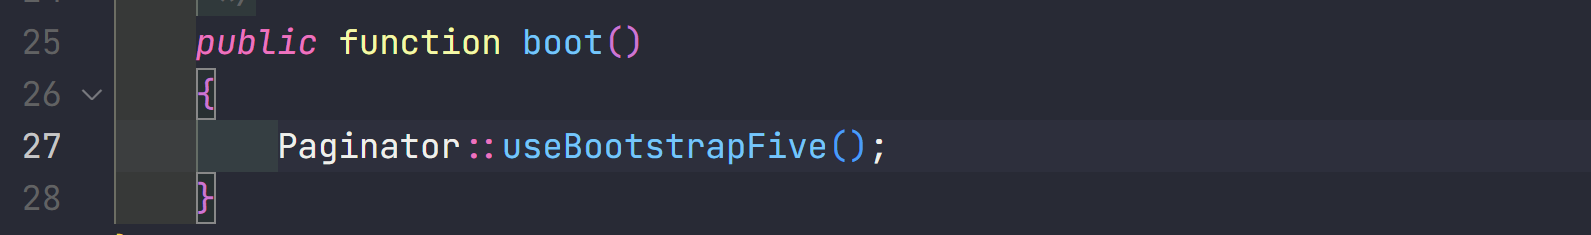 25 public function boot()
26 {
27 Paginator::useBootstrapFive();
28 }